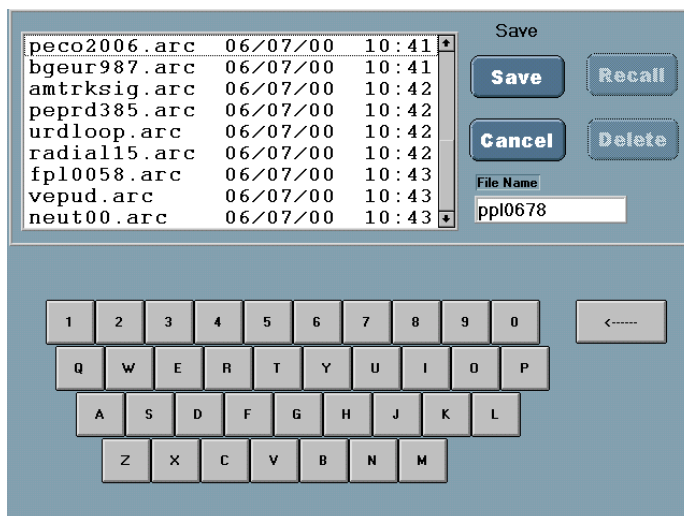 Save
peco2006.arc 06/07/00 10:41
bgeur987.arc 06/07/00 10:41
amtrksig.arc 06/07/00 10:42
peprd385.arc 06/07/00 10:42
urdloop.arc 06/07/00 10:42
radial15.arc 06/07/00 10:42
fpl0058.arc 06/07/00 10:43
vepud.arc 06/07/00 10:43
neut00.arc 06/07/00 10:43
Save Recall
Cancel Delete
File Name
ppl0678
1 2 3 4 5 6 7 8 9 0 <------
Q W E R T Y U I O P
A S D F G H J K L
Z X C V B N M